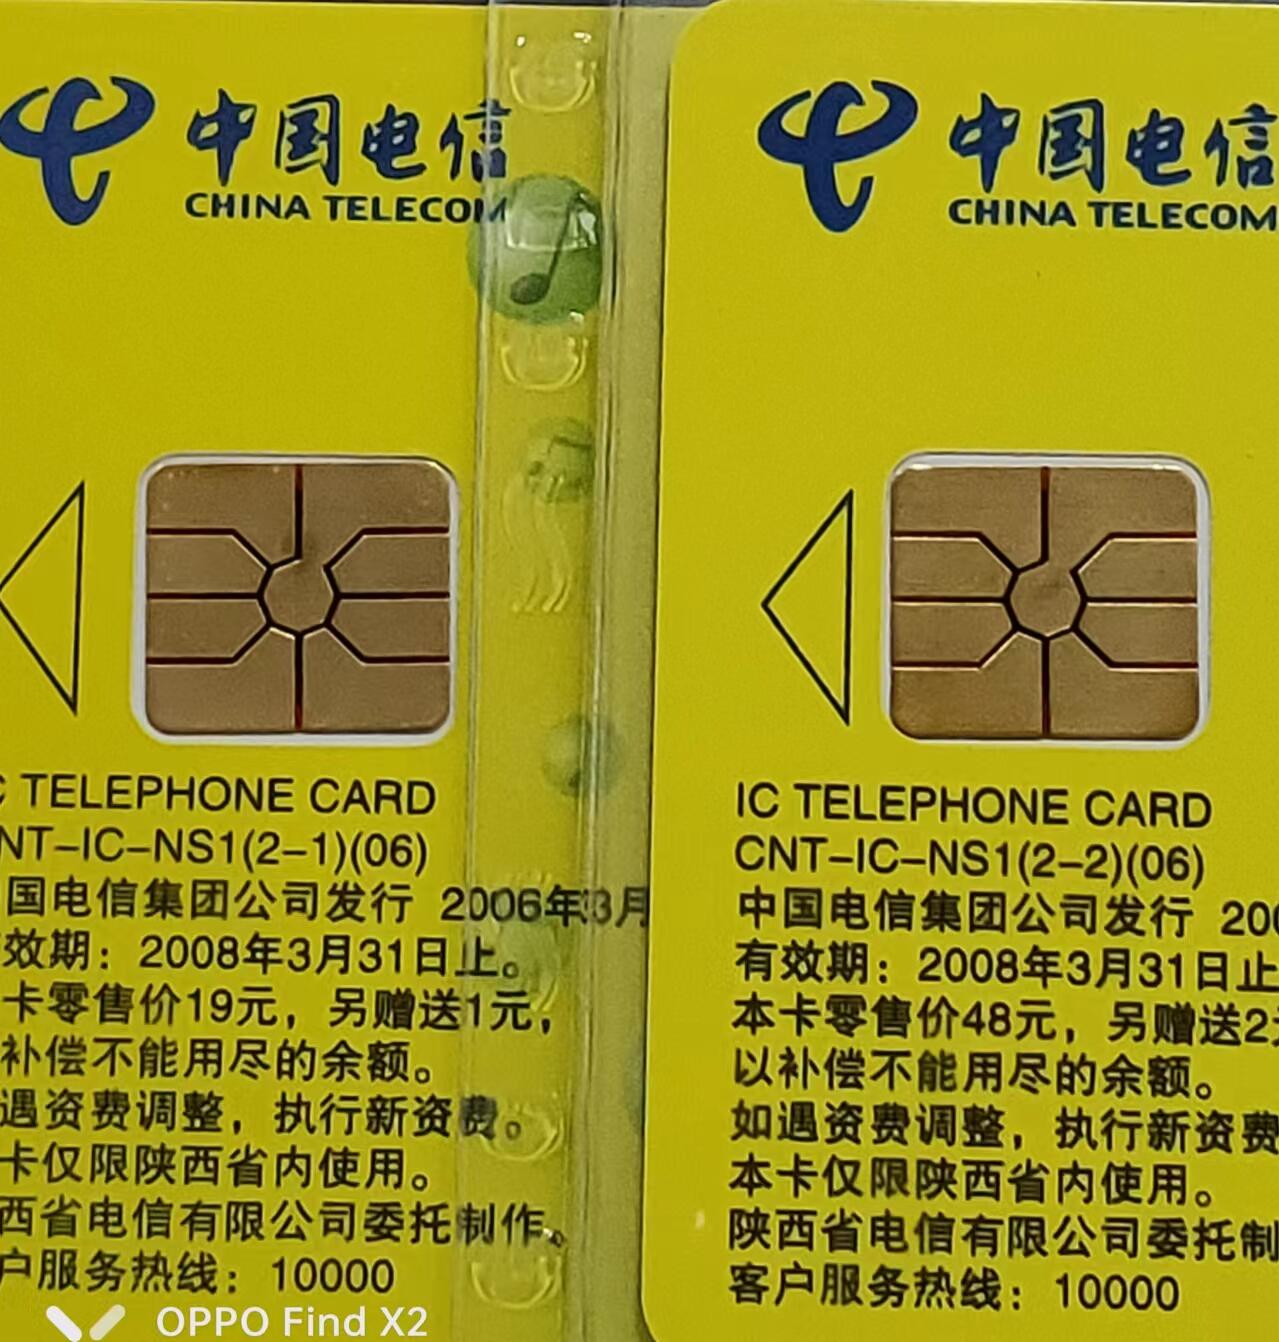 中国电信
CHINA TELECOM
TELEPHONE CARD
NT-IC-NS1(2-1)(06)
国电信集团公司发行 2006年3月
效期：2008年3月31日止。
卡零售价19元，另赠送1元，
补偿不能用尽的余额。
遇资费调整，执行新资费。
卡仅限陕西省内使用。
西省电信有限公司委托制作。
户服务热线：10000
中国电信
CHINA TELECOM
IC TELEPHONE CARD
CNT-IC-NS1(2-2)(06)
中国电信集团公司发行 200
有效期：2008年3月31日止
本卡零售价48元，另赠送2
以补偿不能用尽的余额。
如遇资费调整，执行新资费
本卡仅限陕西省内使用。
陕西省电信有限公司委托制
客户服务热线：10000
OPPO Find X2